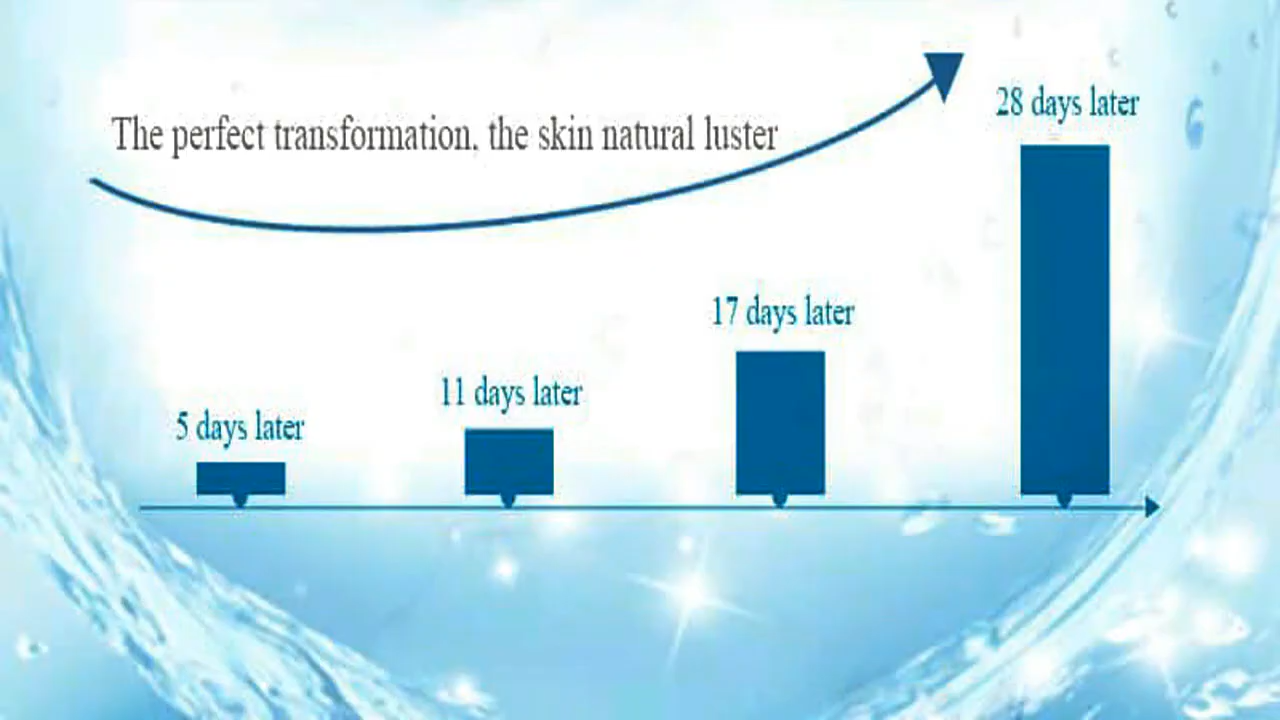 The perfect transformation, the skin natural luster
28 days later
17 days later
11 days later
5 days later